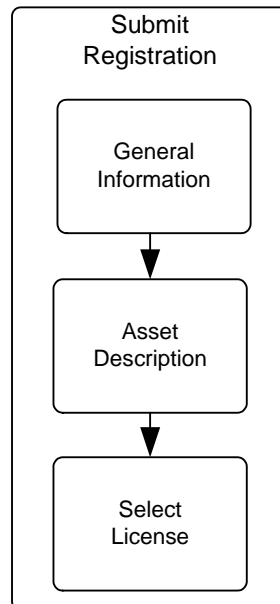 Submit
Registration
General
Information
Asset
Description
Select
License